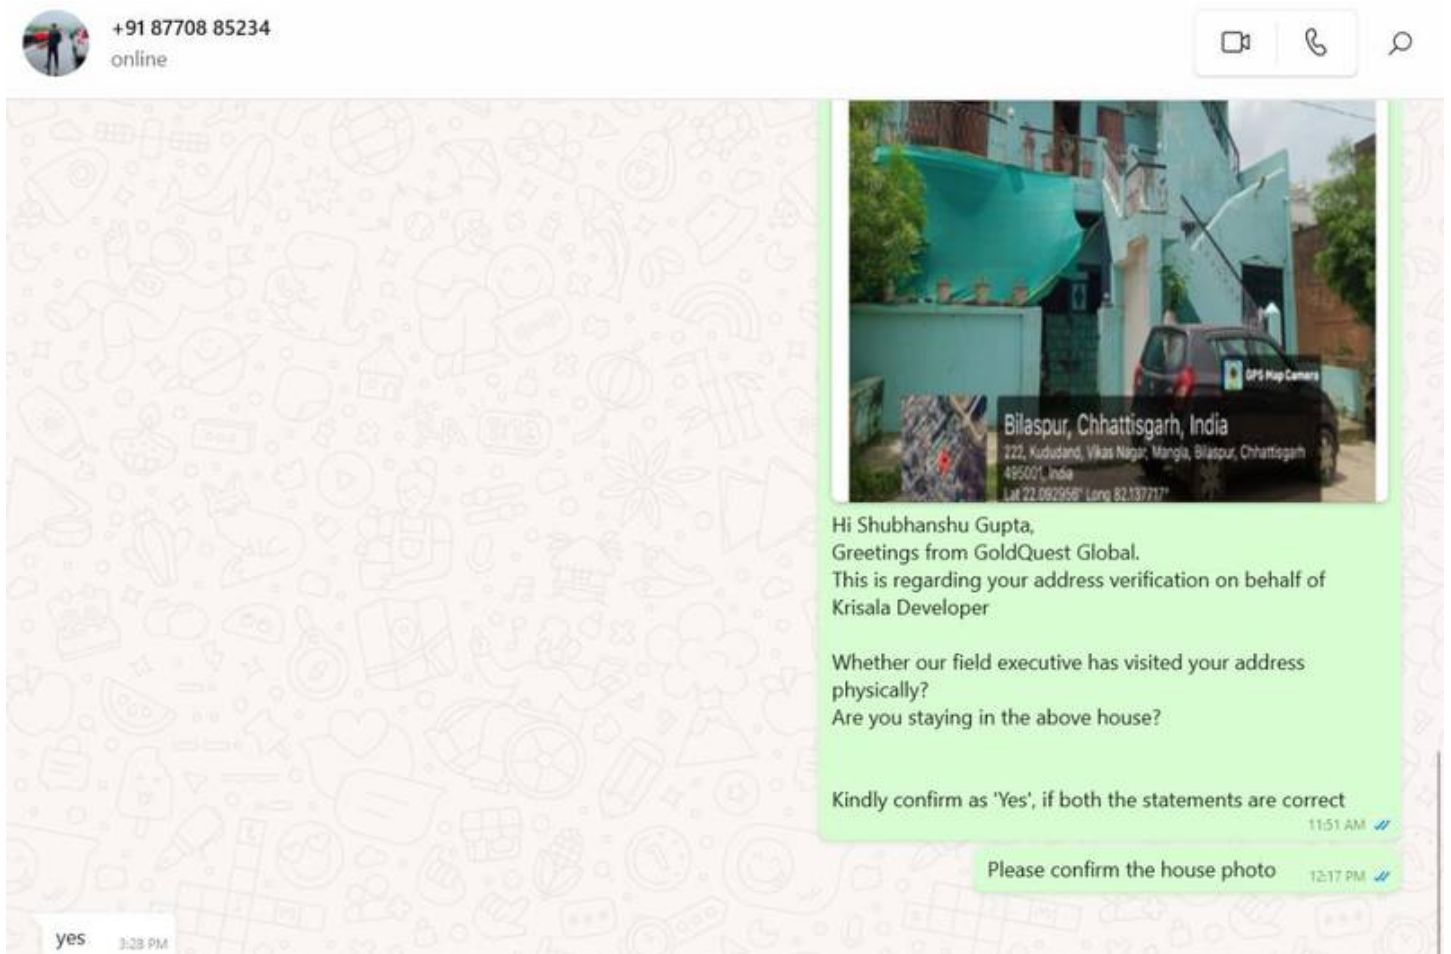 +91 87708 85234
online
GPS Map Camera
Bilaspur, Chhattisgarh, India
222, Kududand, Vikas Nagar, Mangla, Bilaspur, Chhattisgarh
495001, India
Lat 22.092956° Long 82.137717°
Hi Shubhanshu Gupta,
Greetings from GoldQuest Global.
This is regarding your address verification on behalf of
Krisala Developer
Whether our field executive has visited your address
physically?
Are you staying in the above house?
Kindly confirm as 'Yes', if both the statements are correct
11:51 AM
Please confirm the house photo 12:17 PM
yes 3:28 PM